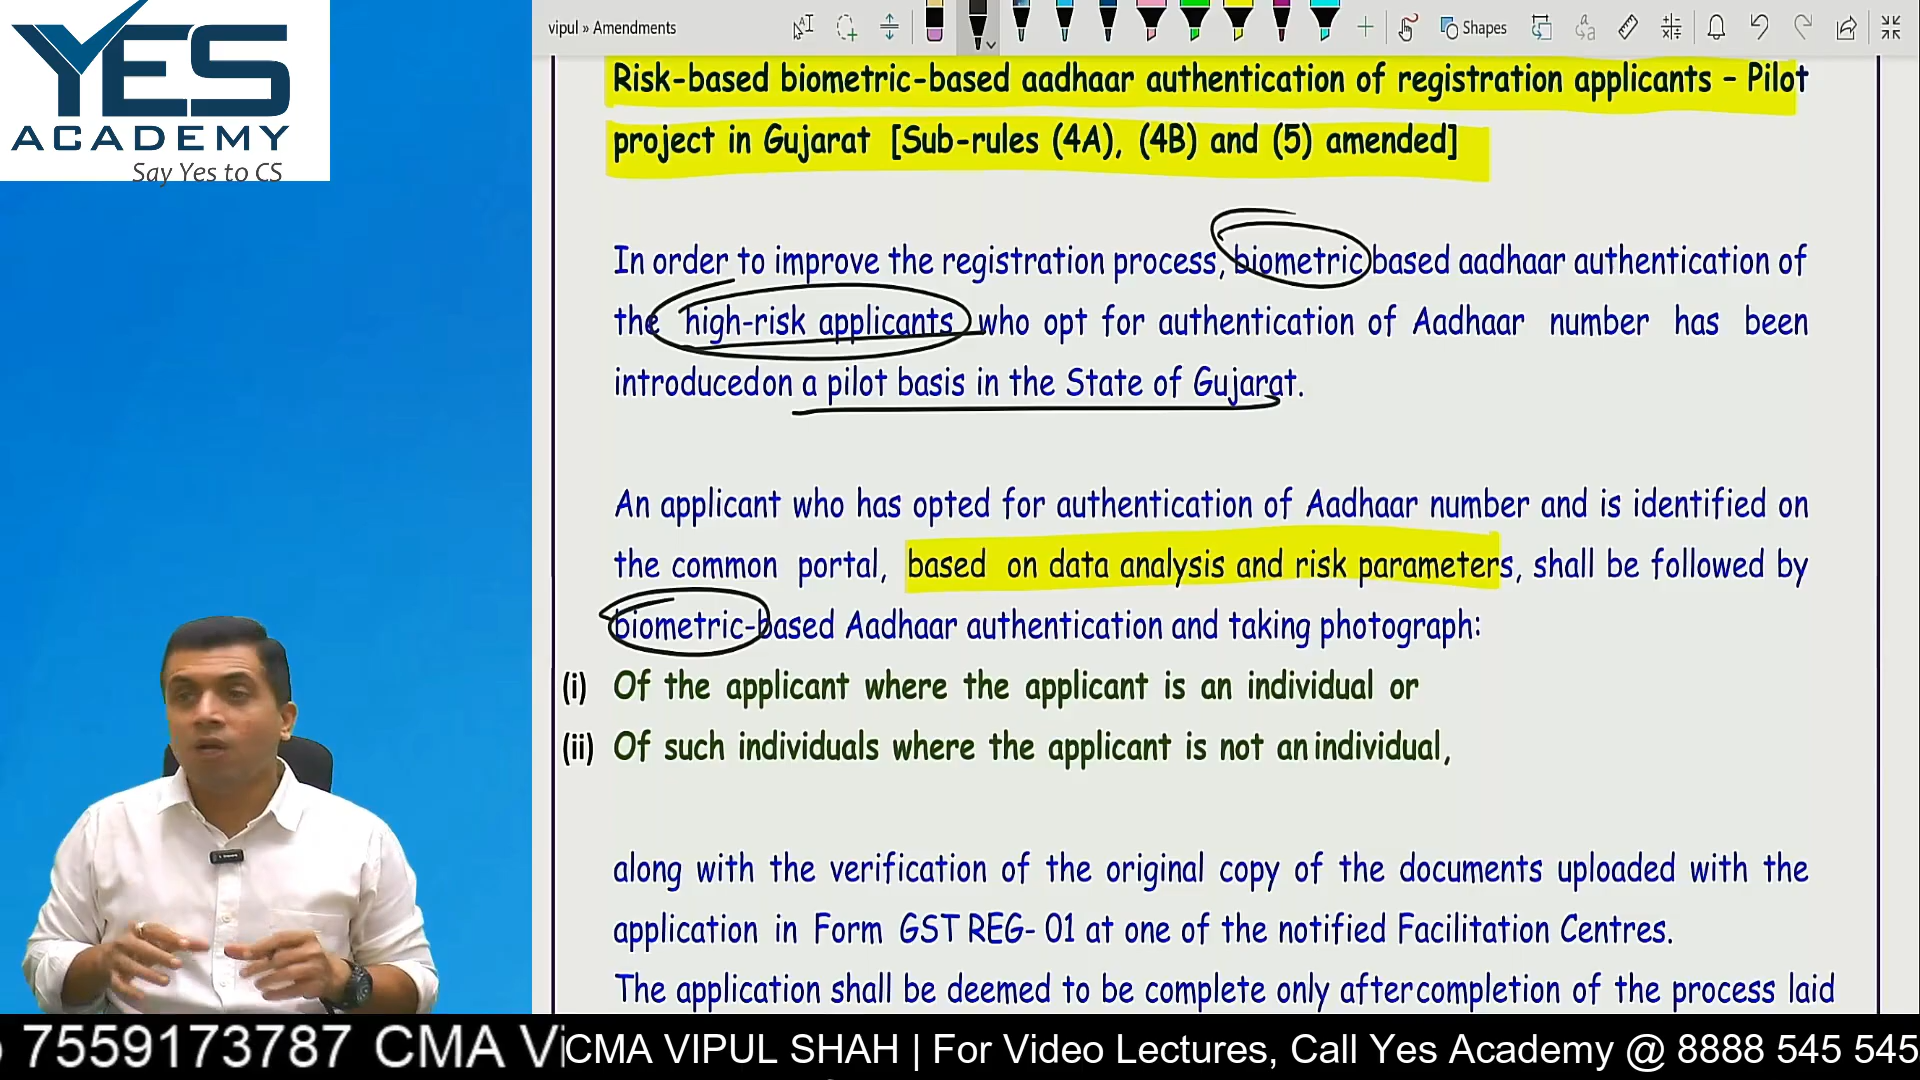 YES
ACADEMY
Say Yes to CS
vipul » Amendments
Shapes
Risk-based biometric-based aadhaar authentication of registration applicants – Pilot
project in Gujarat [Sub-rules (4A), (4B) and (5) amended]
In order to improve the registration process, biometric based aadhaar authentication of
the high-risk applicants who opt for authentication of Aadhaar number has been
introducedon a pilot basis in the State of Gujarat.
An applicant who has opted for authentication of Aadhaar number and is identified on
the common portal, based on data analysis and risk parameters, shall be followed by
biometric-based Aadhaar authentication and taking photograph:
(i) Of the applicant where the applicant is an individual or
(ii) Of such individuals where the applicant is not an individual,
along with the verification of the original copy of the documents uploaded with the
application in Form GST REG- 01 at one of the notified Facilitation Centres.
The application shall be deemed to be complete only aftercompletion of the process laid
7559173787 CMA Vi
CMA VIPUL SHAH | For Video Lectures, Call Yes Academy @ 8888 545 545